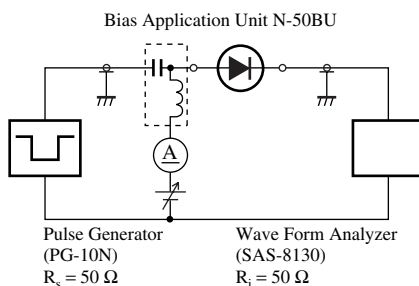 Bias Application Unit N-50BU
A
Pulse Generator
(PG-10N)
Rs = 50 Ω
Wave Form Analyzer
(SAS-8130)
Ri = 50 Ω